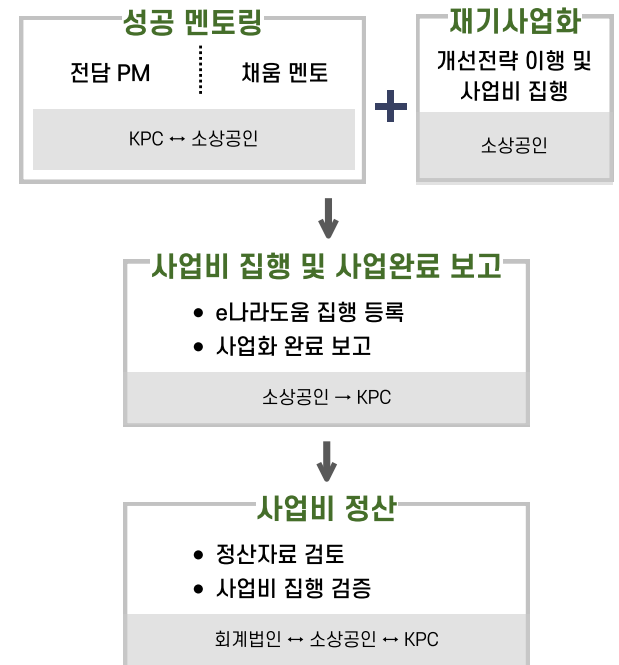 성공 멘토링
전담 PM
채움 멘토
KPC ↔ 소상공인
+
재기사업화
개선전략 이행 및
사업비 집행
소상공인
사업비 집행 및 사업완료 보고
• e나라도움 집행 등록
• 사업화 완료 보고
소상공인 → KPC
사업비 정산
• 정산자료 검토
• 사업비 집행 검증
회계법인 ↔ 소상공인 ↔ KPC